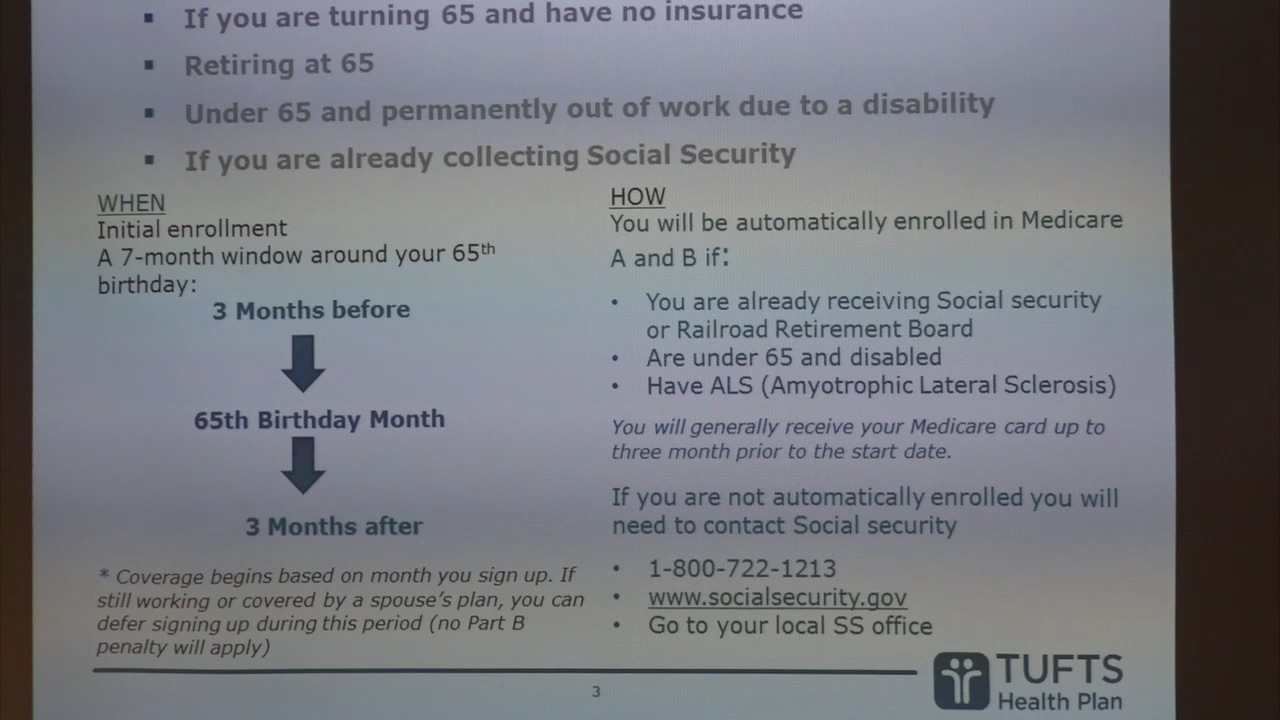 ▪ If you are turning 65 and have no insurance
▪ Retiring at 65
▪ Under 65 and permanently out of work due to a disability
▪ If you are already collecting Social Security
WHEN
Initial enrollment
A 7-month window around your 65th
birthday:
3 Months before
65th Birthday Month
3 Months after
* Coverage begins based on month you sign up. If
still working or covered by a spouse's plan, you can
defer signing up during this period (no Part B
penalty will apply)
HOW
You will be automatically enrolled in Medicare
A and B if:
• You are already receiving Social security
or Railroad Retirement Board
• Are under 65 and disabled
• Have ALS (Amyotrophic Lateral Sclerosis)
You will generally receive your Medicare card up to
three month prior to the start date.
If you are not automatically enrolled you will
need to contact Social security
• 1-800-722-1213
• www.socialsecurity.gov
• Go to your local SS office
3
TUFTS
Health Plan